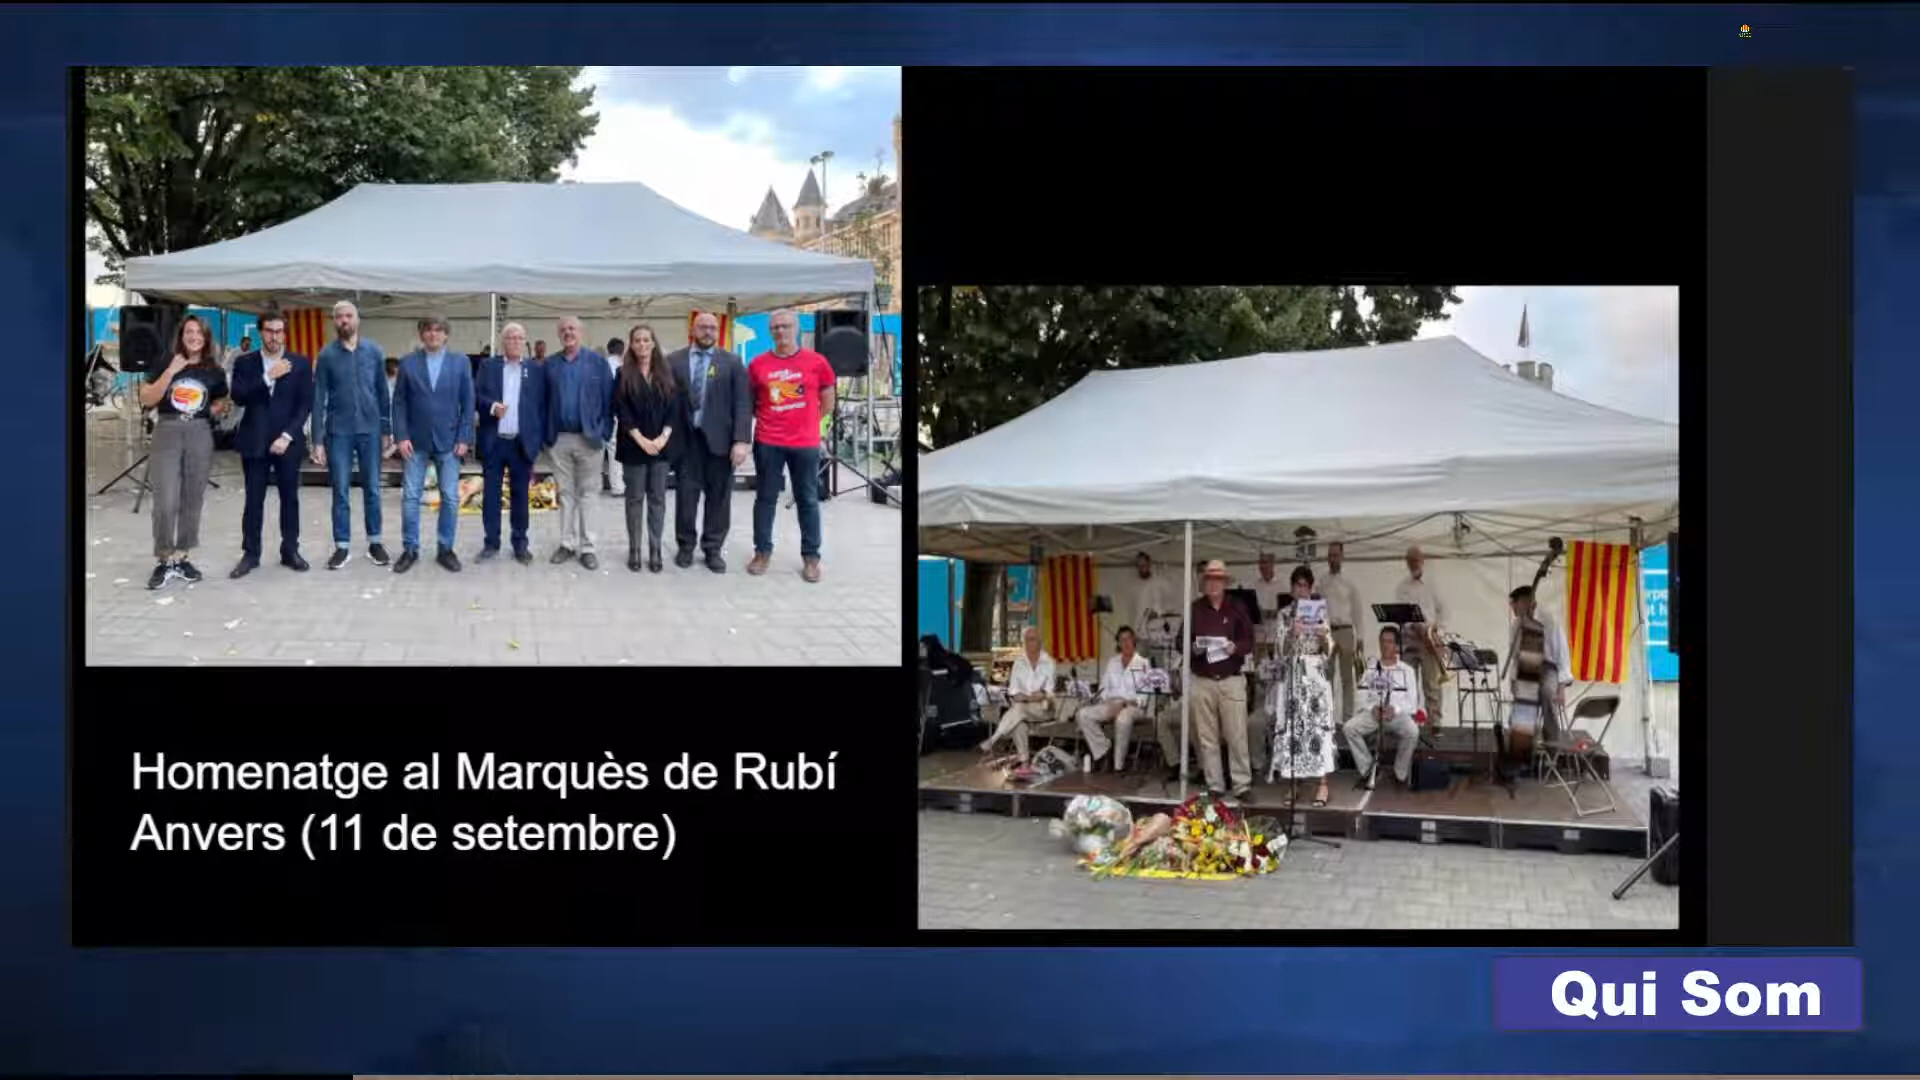 Homenatge al Marquès de Rubí
Anvers (11 de setembre)
Qui Som